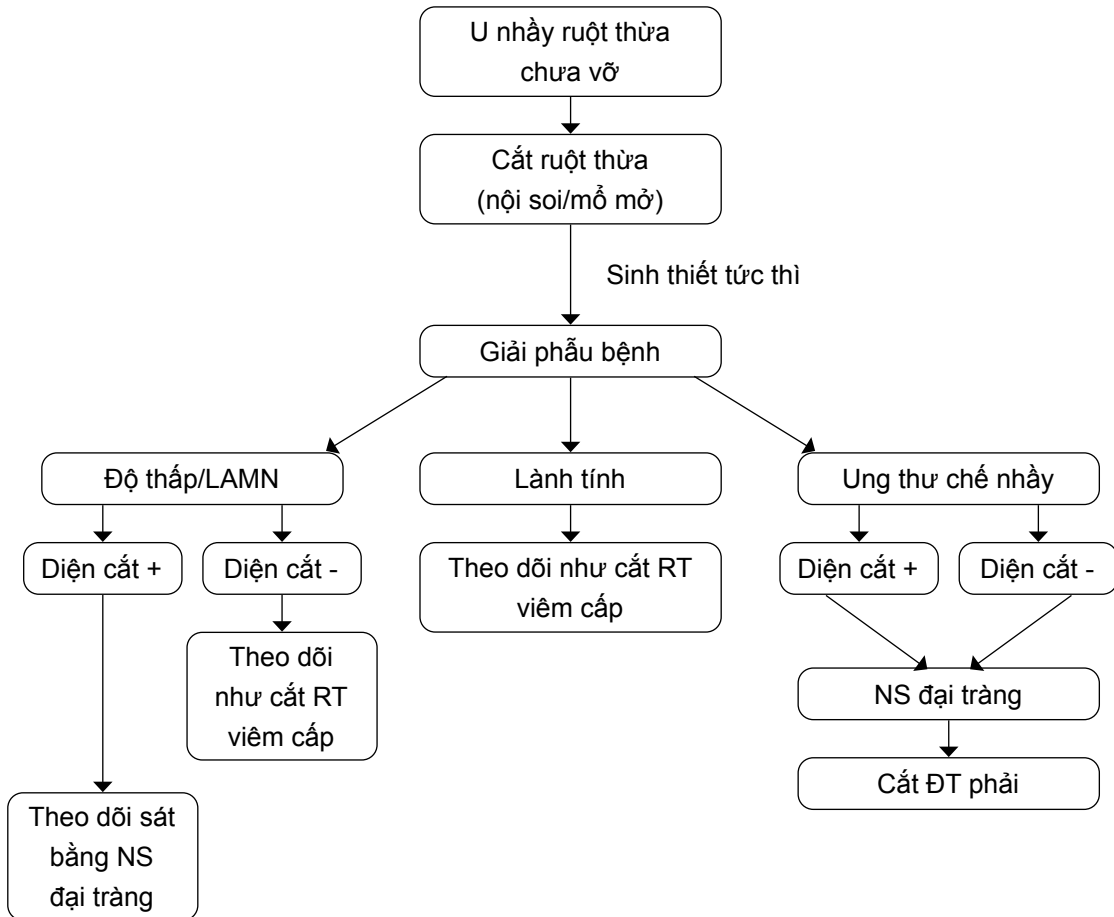 U nhầy ruột thừa
chưa vỡ
Cắt ruột thừa
(nội soi/mổ mở)
Sinh thiết tức thì
Giải phẫu bệnh
Độ thấp/LAMN
Lành tính
Ung thư chế nhầy
Diện cắt +
Diện cắt -
Theo dõi như cắt RT
viêm cấp
Diện cắt +
Diện cắt -
Theo dõi
như cắt RT
viêm cấp
NS đại tràng
Cắt ĐT phải
Theo dõi sát
bằng NS
đại tràng